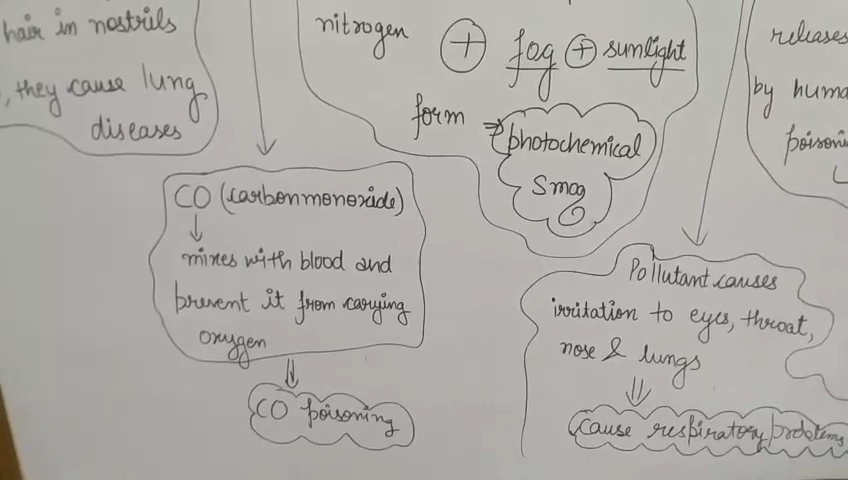 hair in nostrils
, they cause lung
diseases
nitrogen + fog + sunlight
form ⇒ photochemical
Smog
releases
by huma
poisoni
CO (carbonmonoxide)
↓
mixes with blood and
prevent it from carying
oxygen
⇓
CO poisoning
Pollutant causes
irritation to eyes, throat,
nose & lungs
⇓
cause respiratory problems